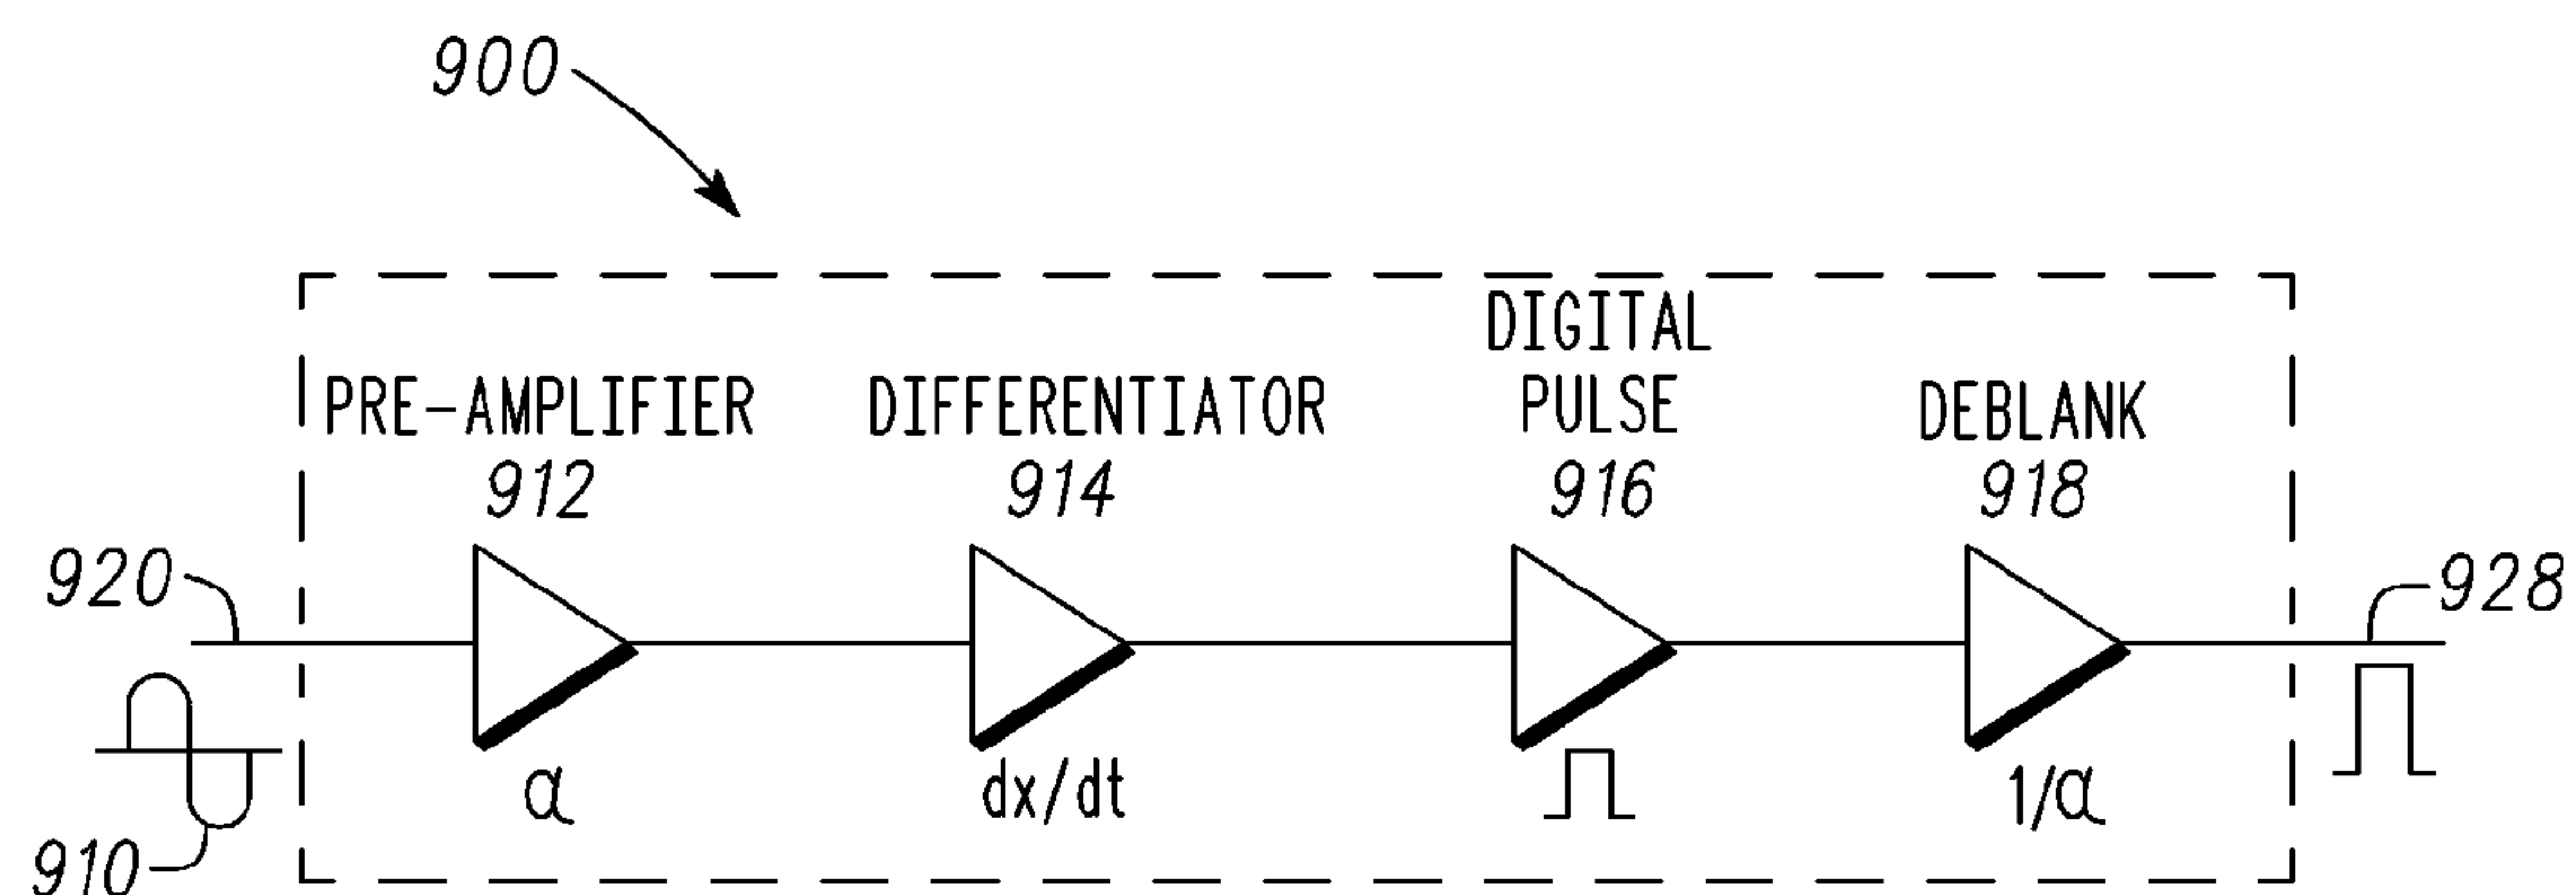 900
DIGITAL
PRE-AMPLIFIER DIFFERENTIATOR PULSE DEBLANK
912 914 916 918
920 928
α dx/dt 1/α
910